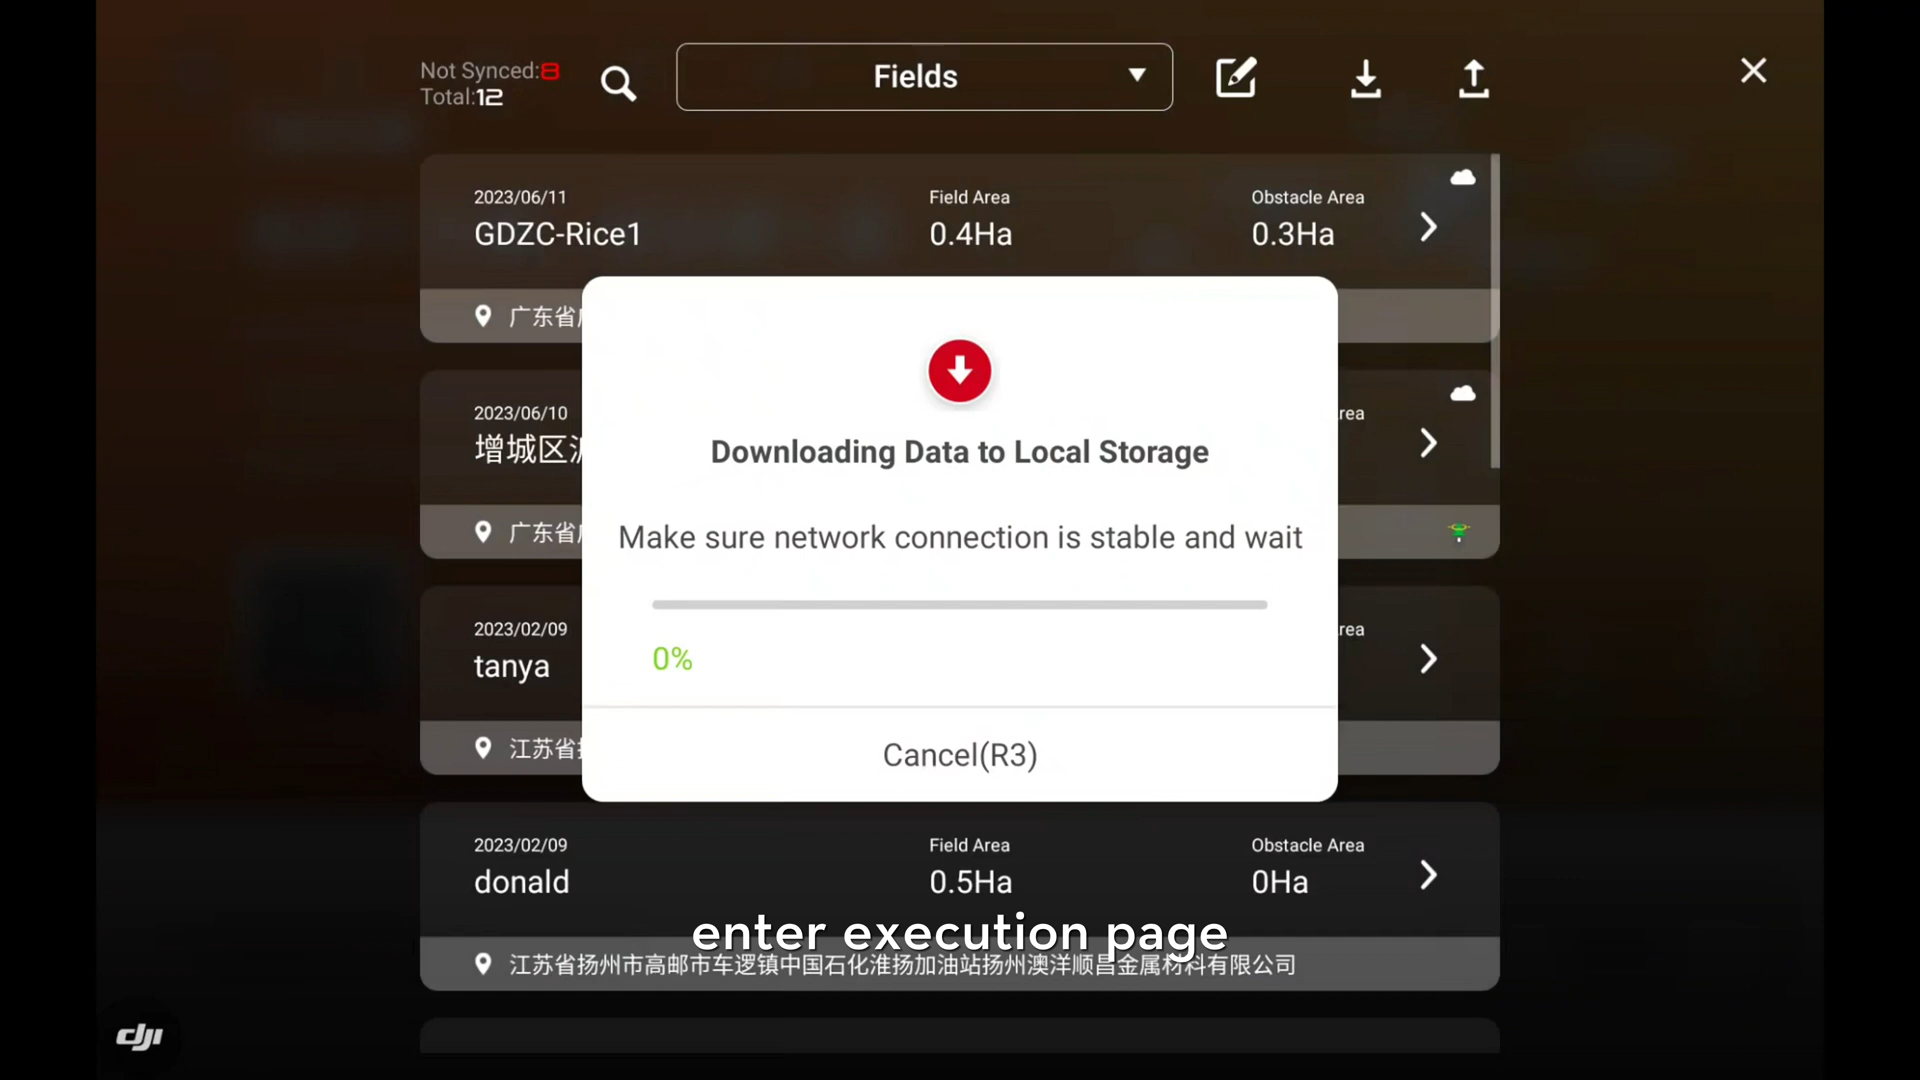 Not Synced:8
Total:12
Fields
2023/06/11
GDZC-Rice1
Field Area
0.4Ha
Obstacle Area
0.3Ha
广东省
2023/06/10
增城区
广东省
2023/02/09
tanya
江苏省
Downloading Data to Local Storage
Make sure network connection is stable and wait
0%
Cancel(R3)
2023/02/09
donald
Field Area
0.5Ha
Obstacle Area
0Ha
enter execution page
江苏省扬州市高邮市车逻镇中国石化淮扬加油站扬州澳洋顺昌金属材料有限公司
dji